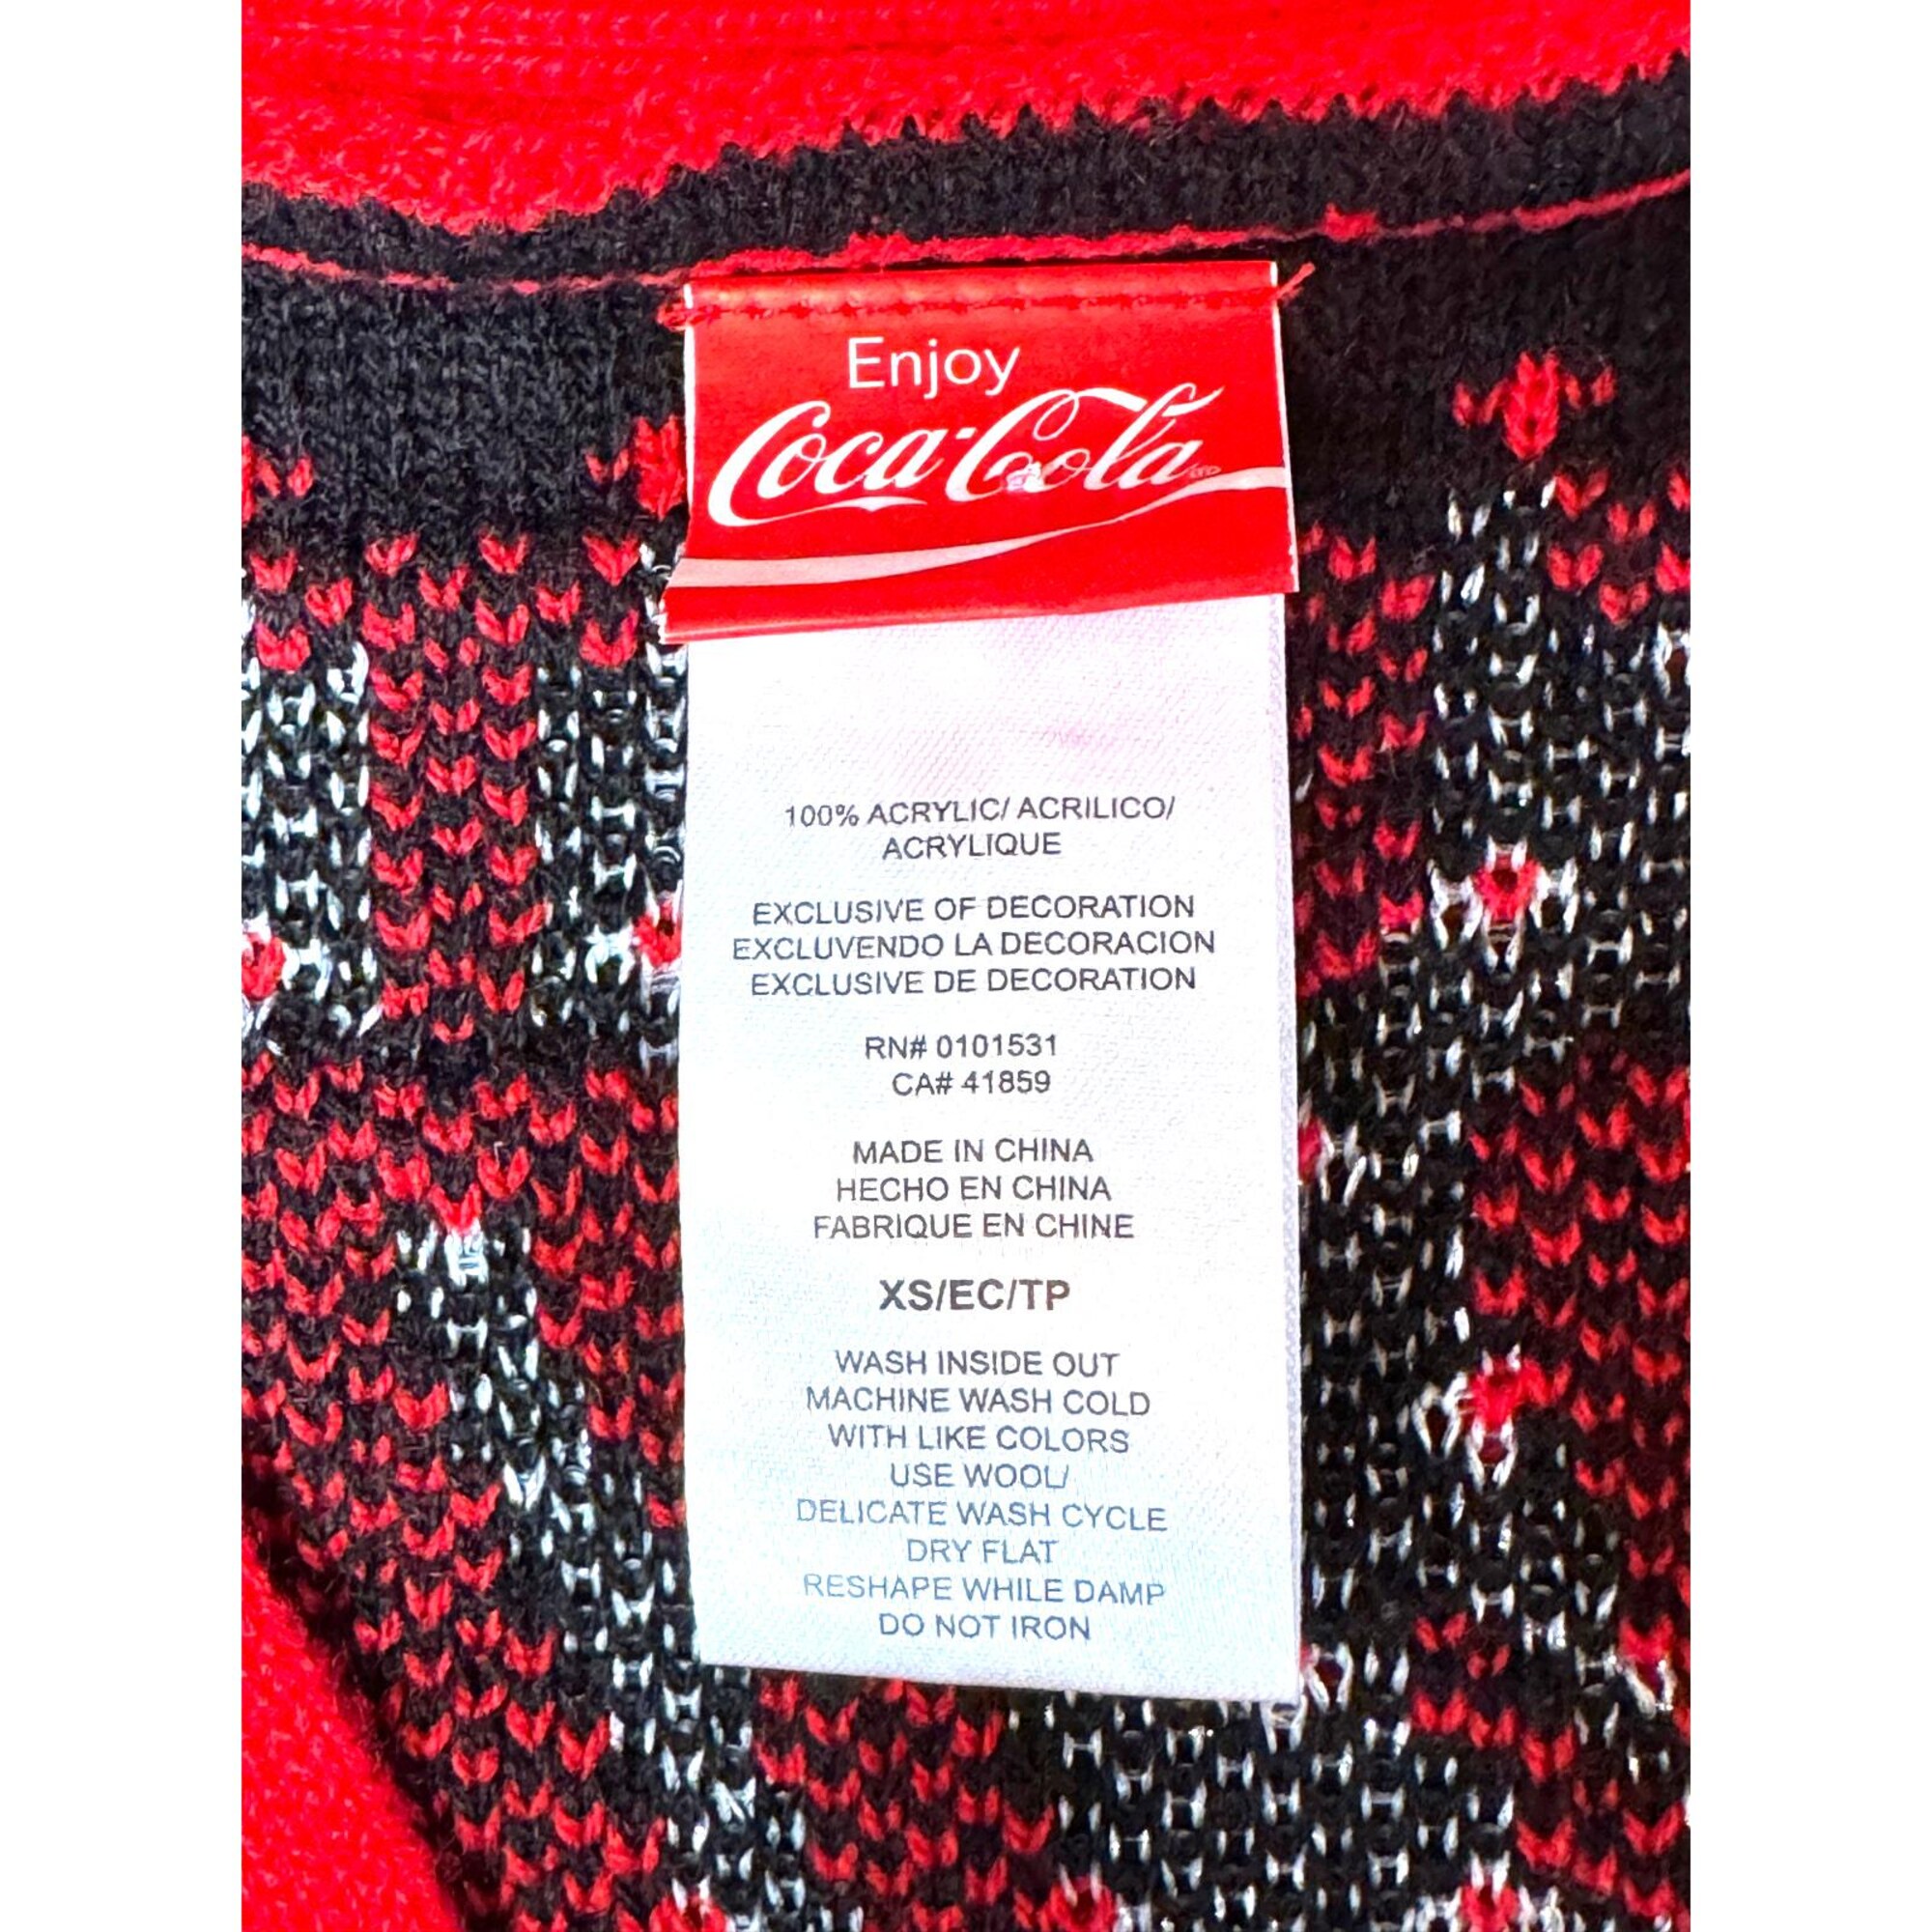 Enjoy
Coca-Cola
100% ACRYLIC/ ACRILICO/
ACRYLIQUE
EXCLUSIVE OF DECORATION
EXCLUVENDO LA DECORACION
EXCLUSIVE DE DECORATION
RN# 0101531
CA# 41859
MADE IN CHINA
HECHO EN CHINA
FABRIQUE EN CHINE
XS/EC/TP
WASH INSIDE OUT
MACHINE WASH COLD
WITH LIKE COLORS
USE WOOL/
DELICATE WASH CYCLE
DRY FLAT
RESHAPE WHILE DAMP
DO NOT IRON